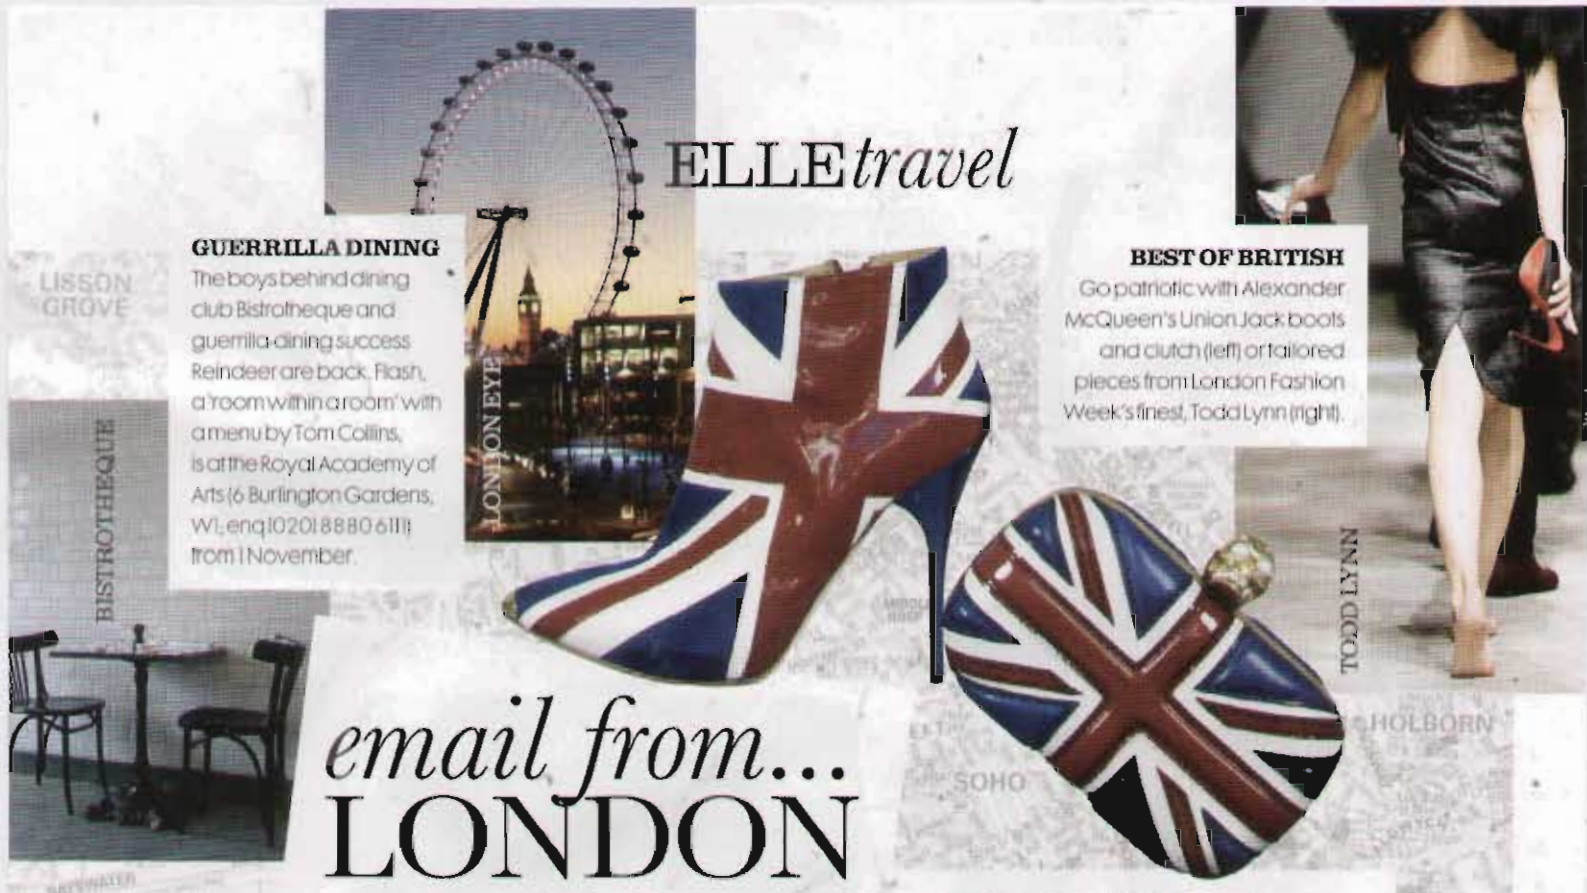 ELLE travel
GUERRILLA DINING
The boys behind dining
club Bistrotheque and
guerrilla-dining success
Reindeer are back. Flash,
a 'room within a room' with
a menu by Tom Collins,
is at the Royal Academy of
Arts (6 Burlington Gardens,
W1, enq (020) 8880 6111)
from 1 November.
BEST OF BRITISH
Go patriotic with Alexander
McQueen's Union Jack boots
and clutch (left) or tailored
pieces from London Fashion
Week's finest, Todd Lynn (right).
LISSON
GROVE
BISTROTHEQUE
LONDON EYE
TODD LYNN
HOLBORN
SOHO
email from...
LONDON
BAYSWATER